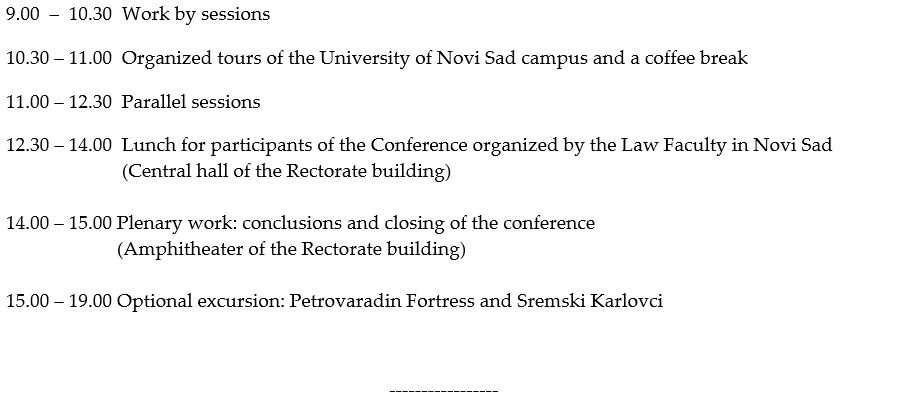 9.00 – 10.30 Work by sessions
10.30 – 11.00 Organized tours of the University of Novi Sad campus and a coffee break
11.00 – 12.30 Parallel sessions
12.30 – 14.00 Lunch for participants of the Conference organized by the Law Faculty in Novi Sad
(Central hall of the Rectorate building)
14.00 – 15.00 Plenary work: conclusions and closing of the conference
(Amphitheater of the Rectorate building)
15.00 – 19.00 Optional excursion: Petrovaradin Fortress and Sremski Karlovci
-----------------